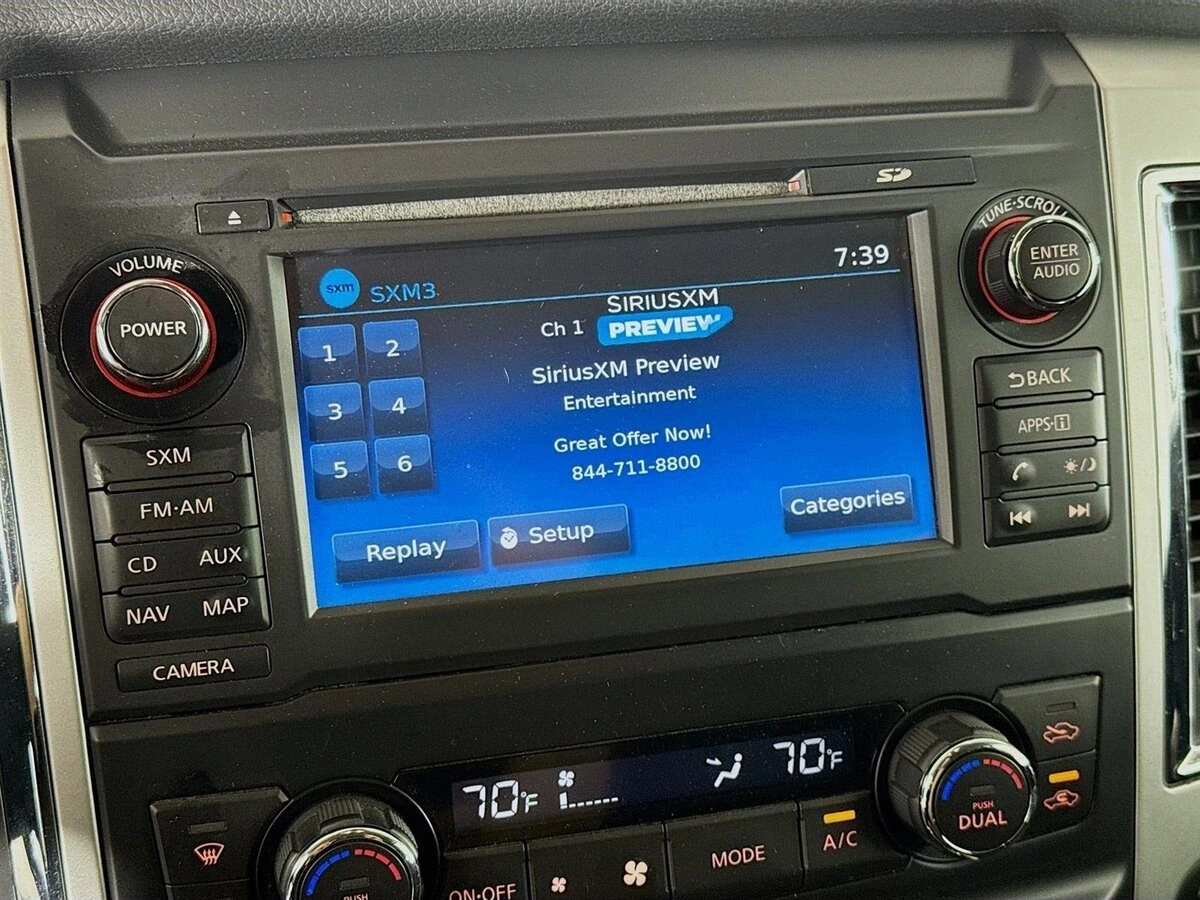 SD
VOLUME
POWER
TUNE·SCROLL
ENTER
AUDIO
sxm SXM3
7:39
SIRIUSXM
Ch 1 PREVIEW
1 2
3 4
5 6
SiriusXM Preview
Entertainment
Great Offer Now!
844-711-8800
Replay
Setup
Categories
SXM
FM·AM
CD AUX
NAV MAP
CAMERA
BACK
APPS·i
70°F
70°F
PUSH
ON·OFF
MODE
A/C
PUSH
DUAL